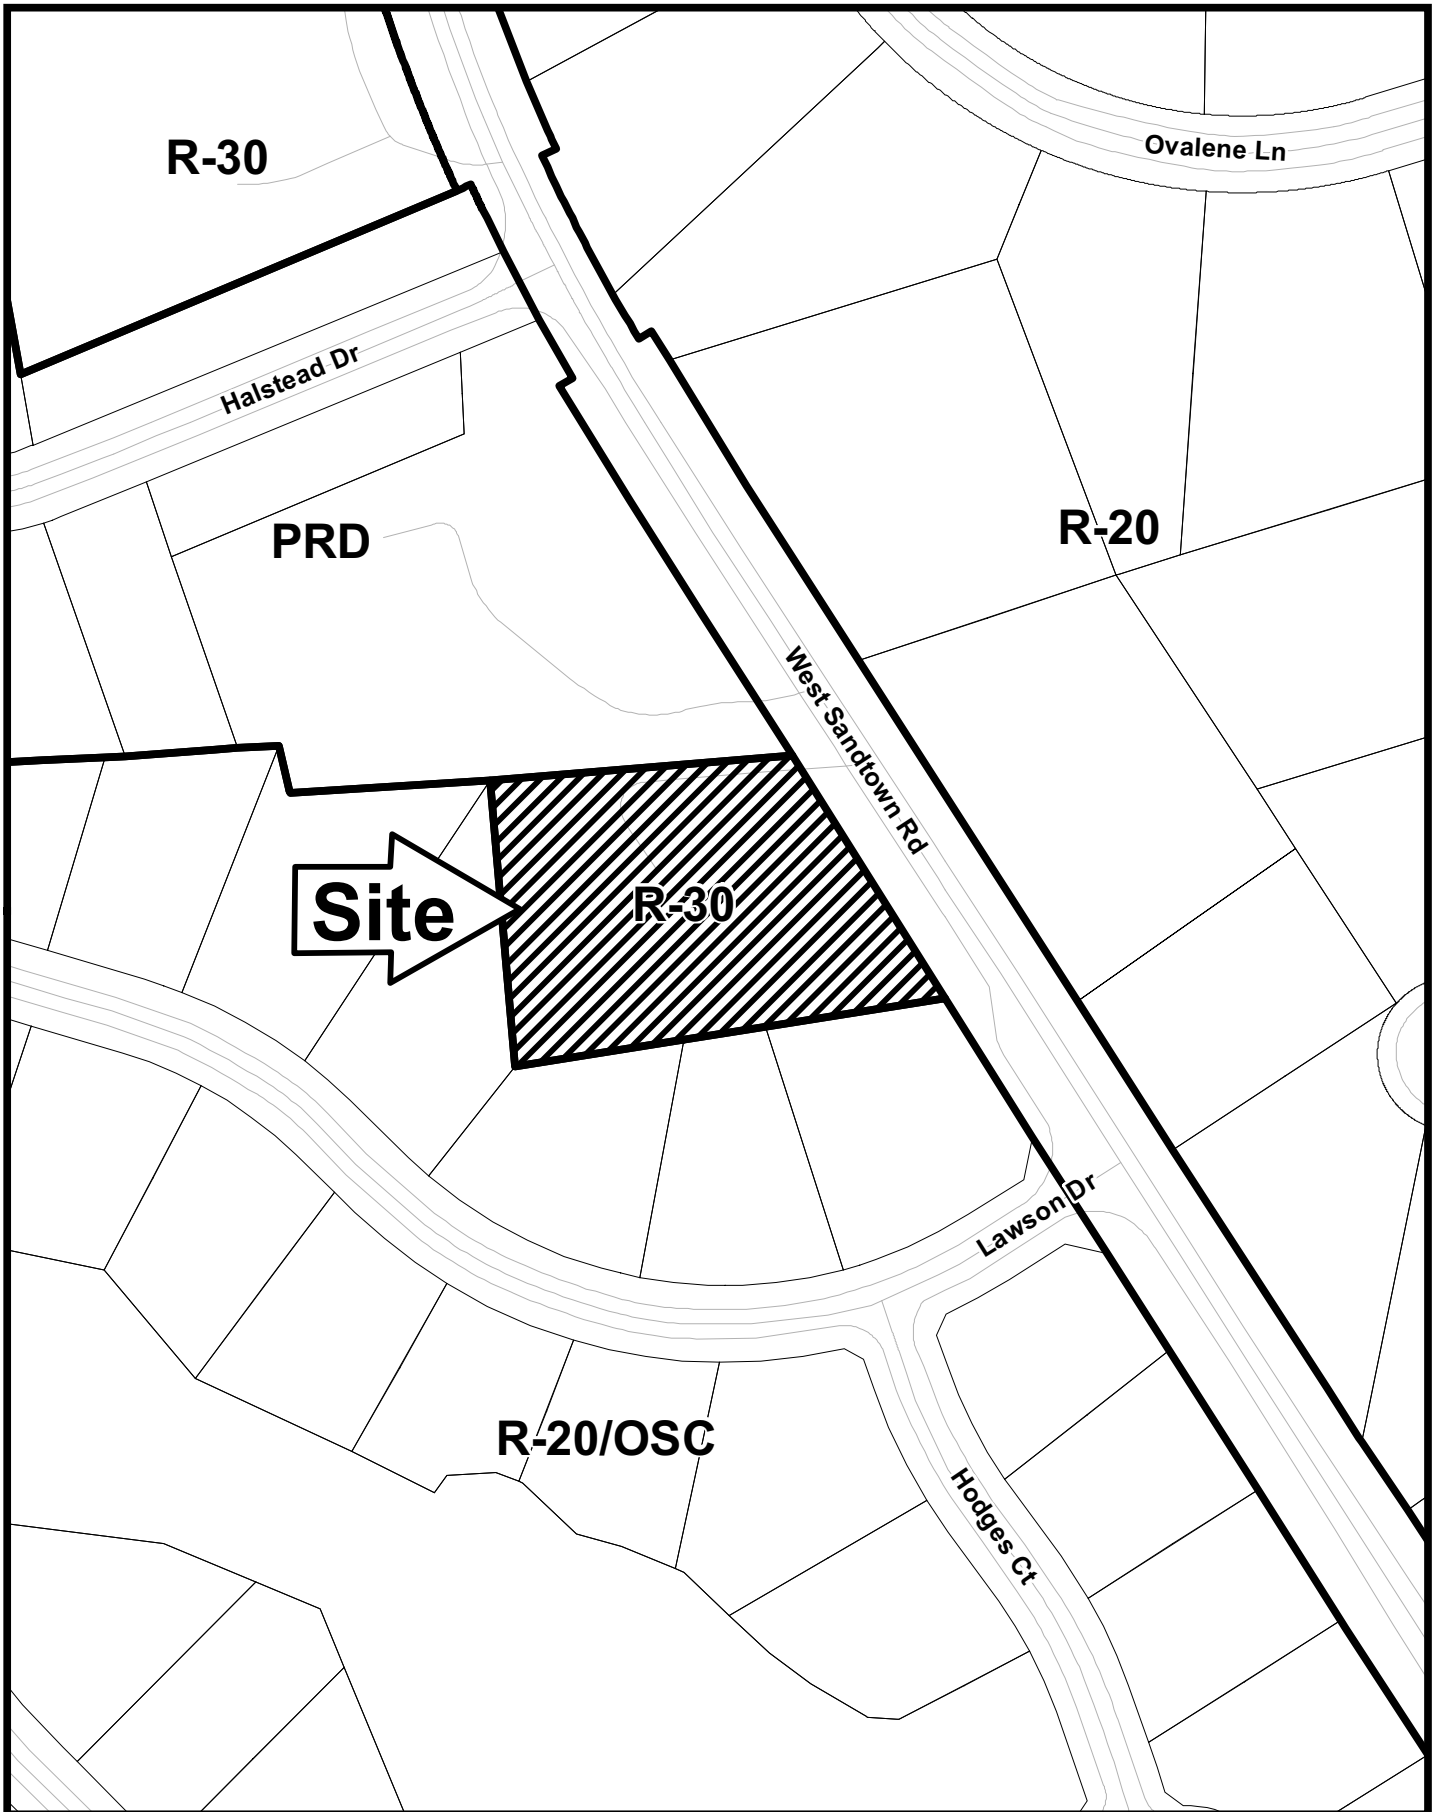 Ovalene Ln
R-30
Halstead Dr
R-20
PRD
West Sandtown Rd
R-30
Site
Lawson Dr
R-20/OSC
Hodges Ct